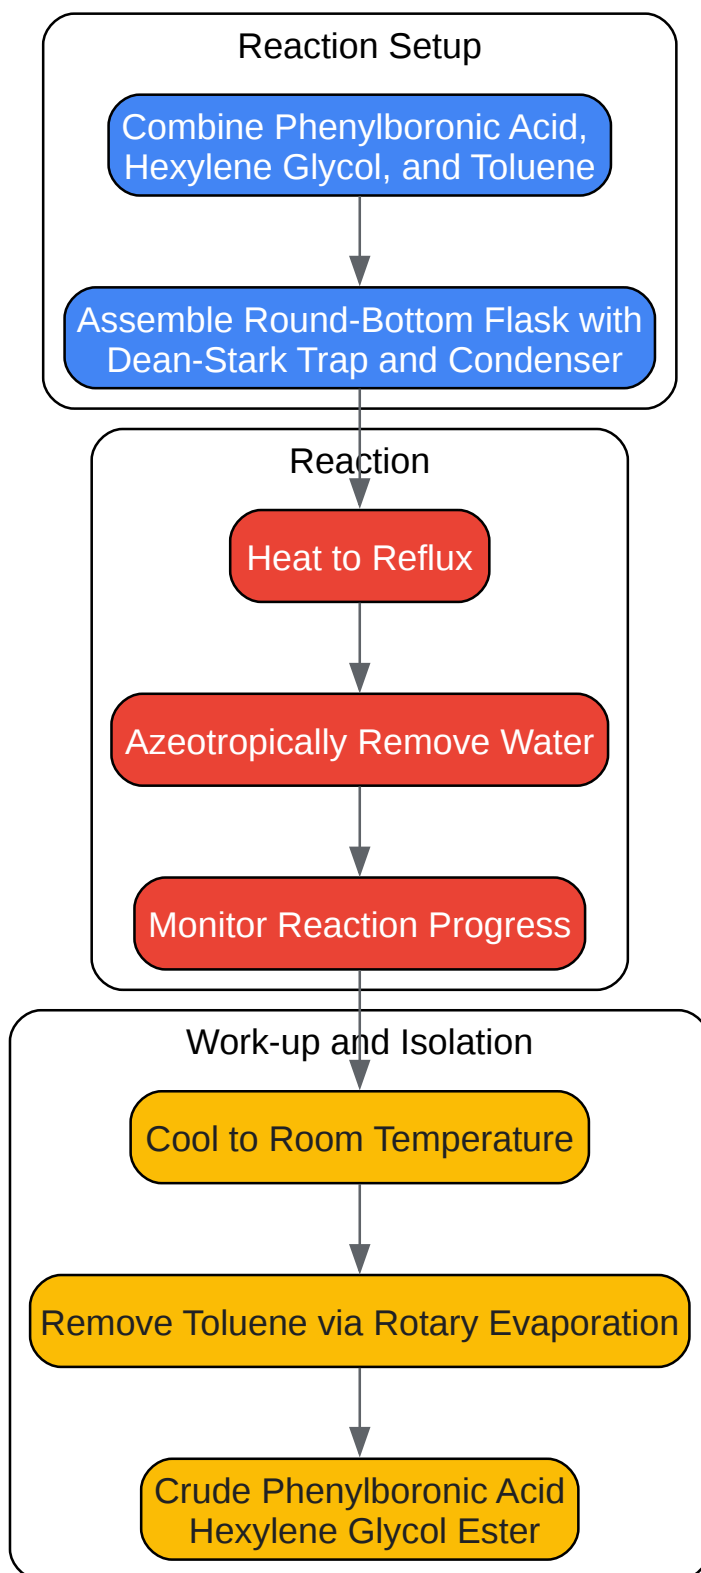 Reaction Setup
Combine Phenylboronic Acid,
Hexylene Glycol, and Toluene
Assemble Round-Bottom Flask with
Dean-Stark Trap and Condenser
Reaction
Heat to Reflux
Azeotropically Remove Water
Monitor Reaction Progress
Work-up and Isolation
Cool to Room Temperature
Remove Toluene via Rotary Evaporation
Crude Phenylboronic Acid
Hexylene Glycol Ester